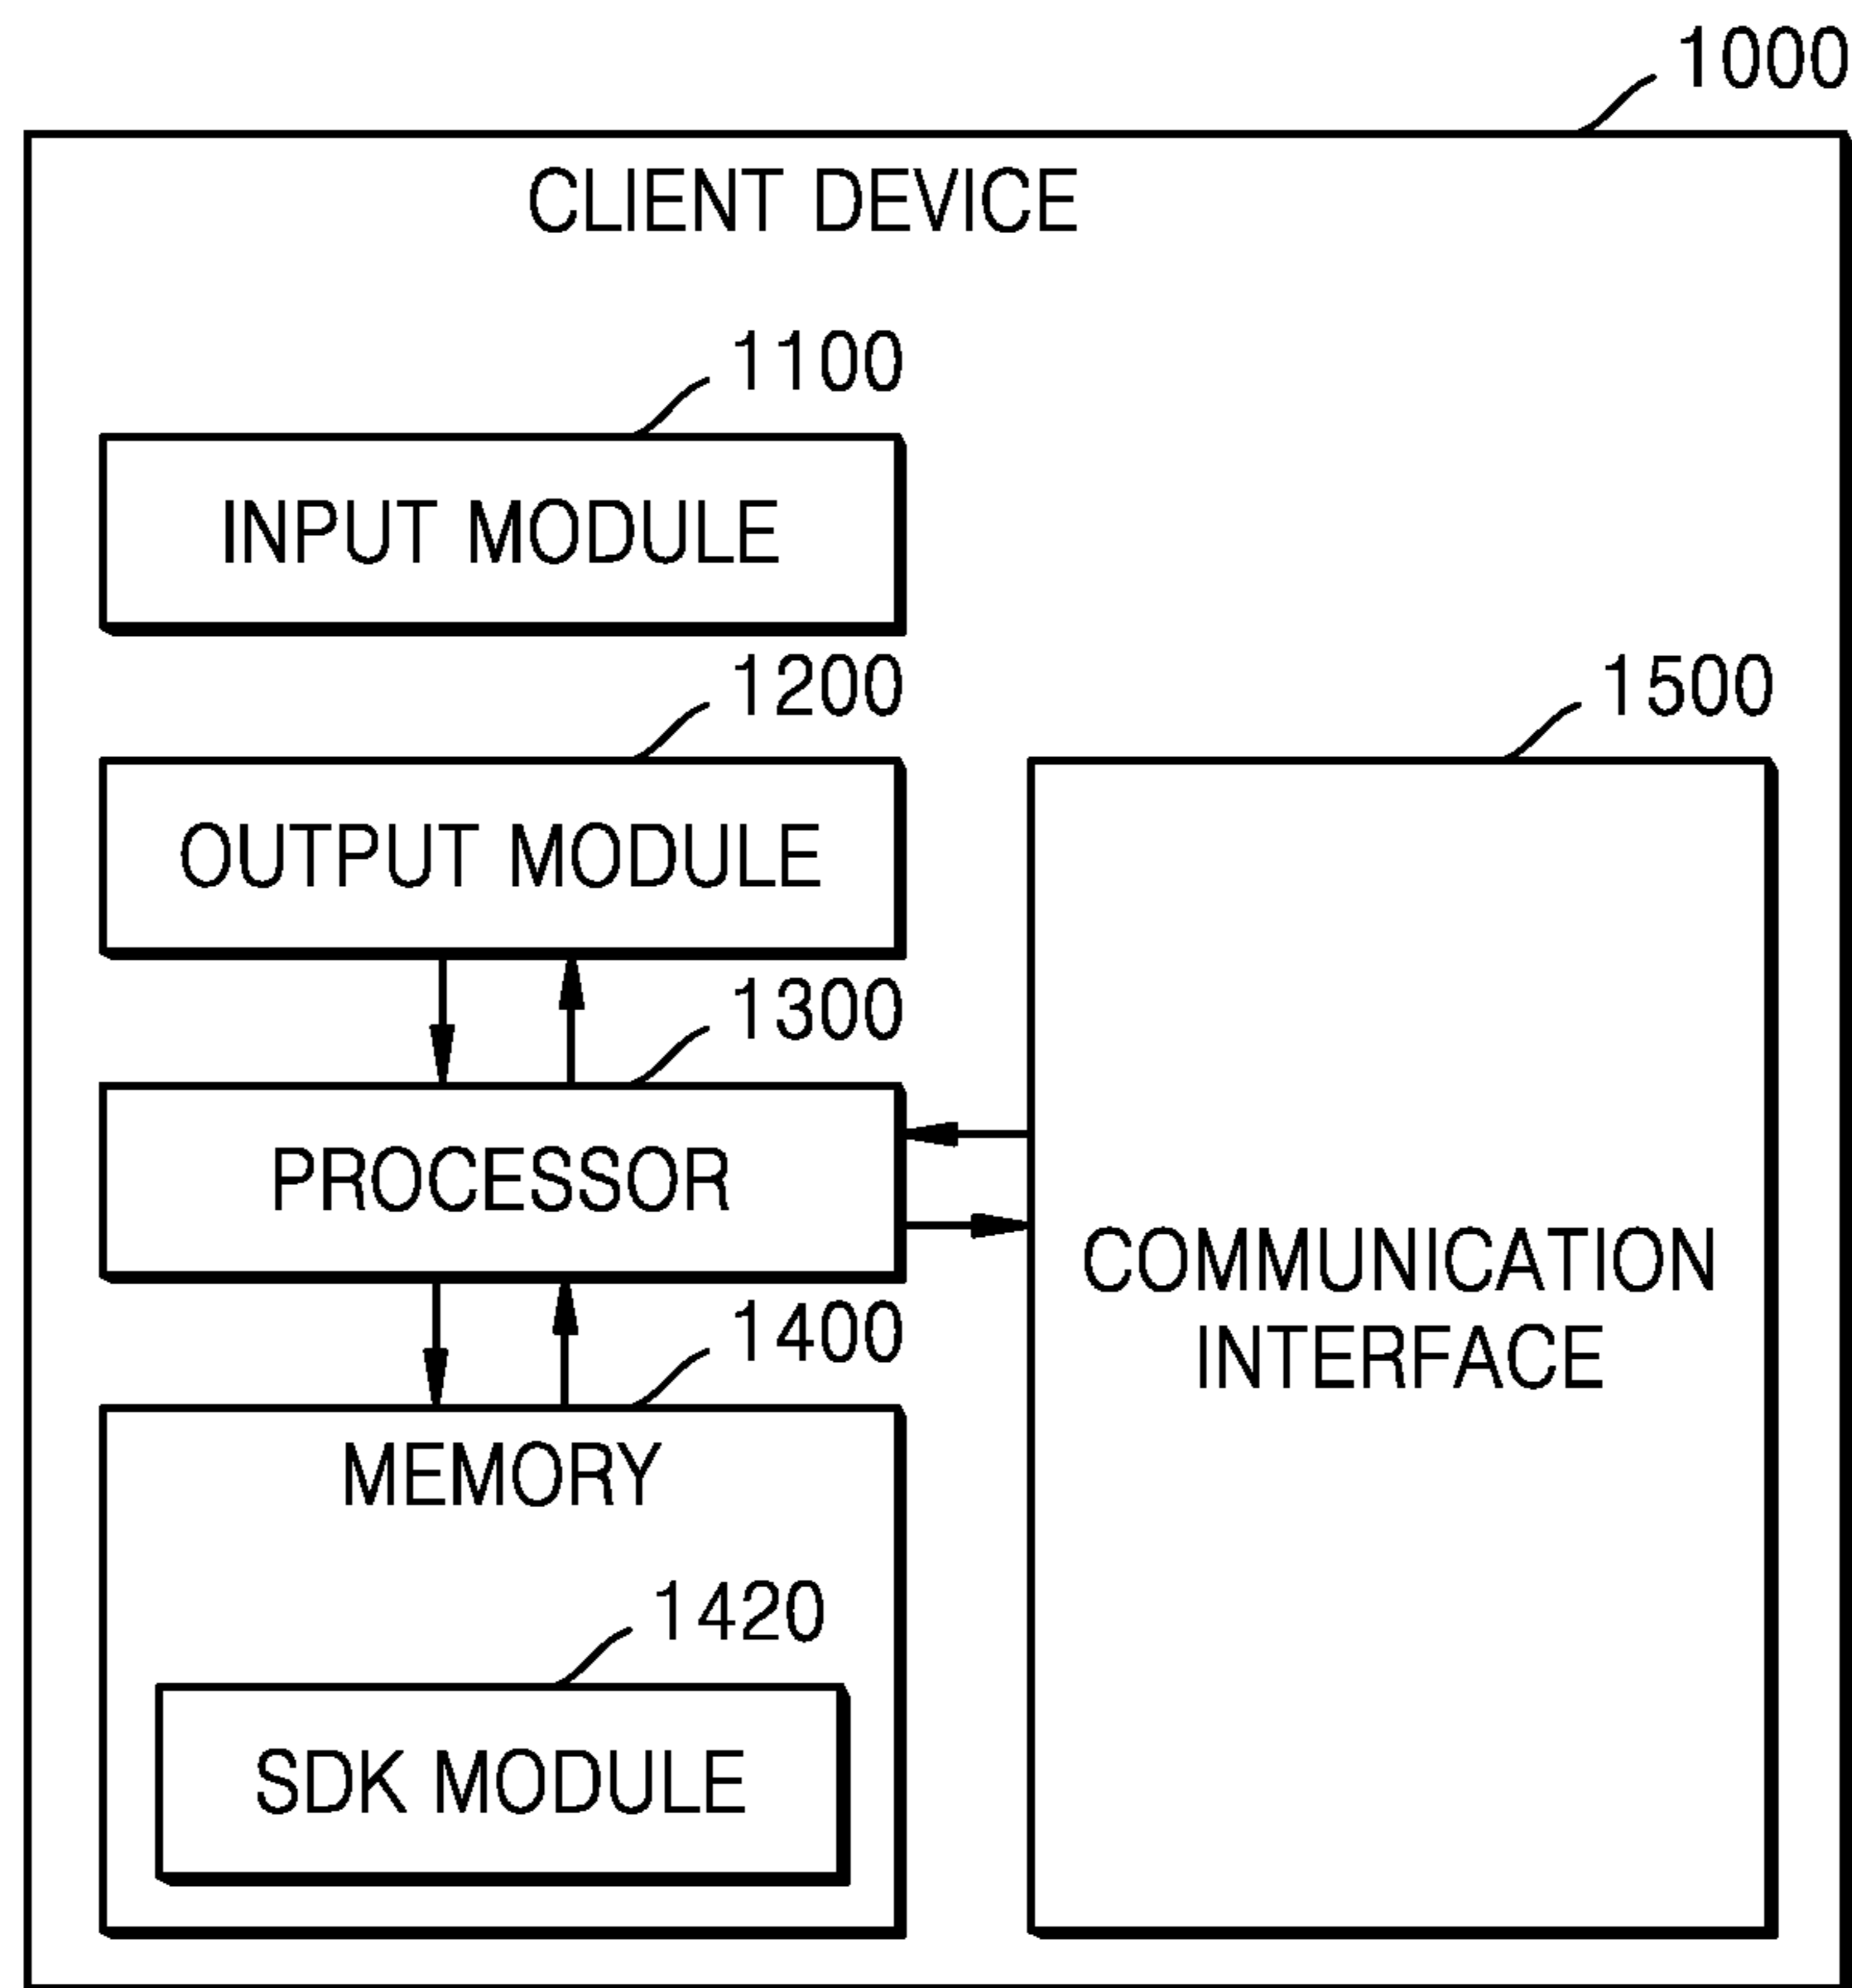 1000
CLIENT DEVICE
1100
INPUT MODULE
1200
OUTPUT MODULE
1300
PROCESSOR
1400
MEMORY
1420
SDK MODULE
1500
COMMUNICATION
INTERFACE